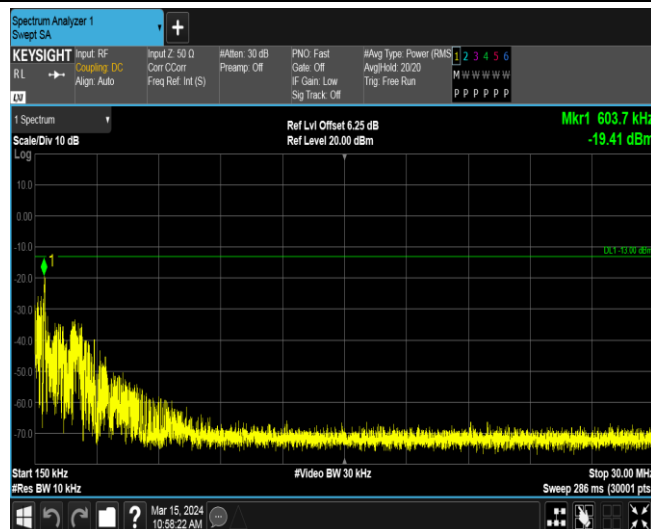 Spectrum Analyzer 1
Swept SA
+
KEYSIGHT
RL
LXI
Input: RF
Coupling: DC
Align: Auto
Input Z: 50 Ω
Corr CCorr
Freq Ref: Int (S)
#Atten: 30 dB
Preamp: Off
PNO: Fast
Gate: Off
IF Gain: Low
Sig Track: Off
#Avg Type: Power (RMS
Avg|Hold: 20/20
Trig: Free Run
1 2 3 4 5 6
M W W W W W
P P P P P P
1 Spectrum
Scale/Div 10 dB
Log
Ref Lvl Offset 6.25 dB
Ref Level 20.00 dBm
Mkr1 603.7 kHz
-19.41 dBm
10.0
0.00
-10.0
DL1 -13.00 dBm
1
-20.0
-30.0
-40.0
-50.0
-60.0
-70.0
Start 150 kHz
#Video BW 30 kHz
Stop 30.00 MHz
#Res BW 10 kHz
Sweep 286 ms (30001 pts
?
Mar 15, 2024
10:58:22 AM